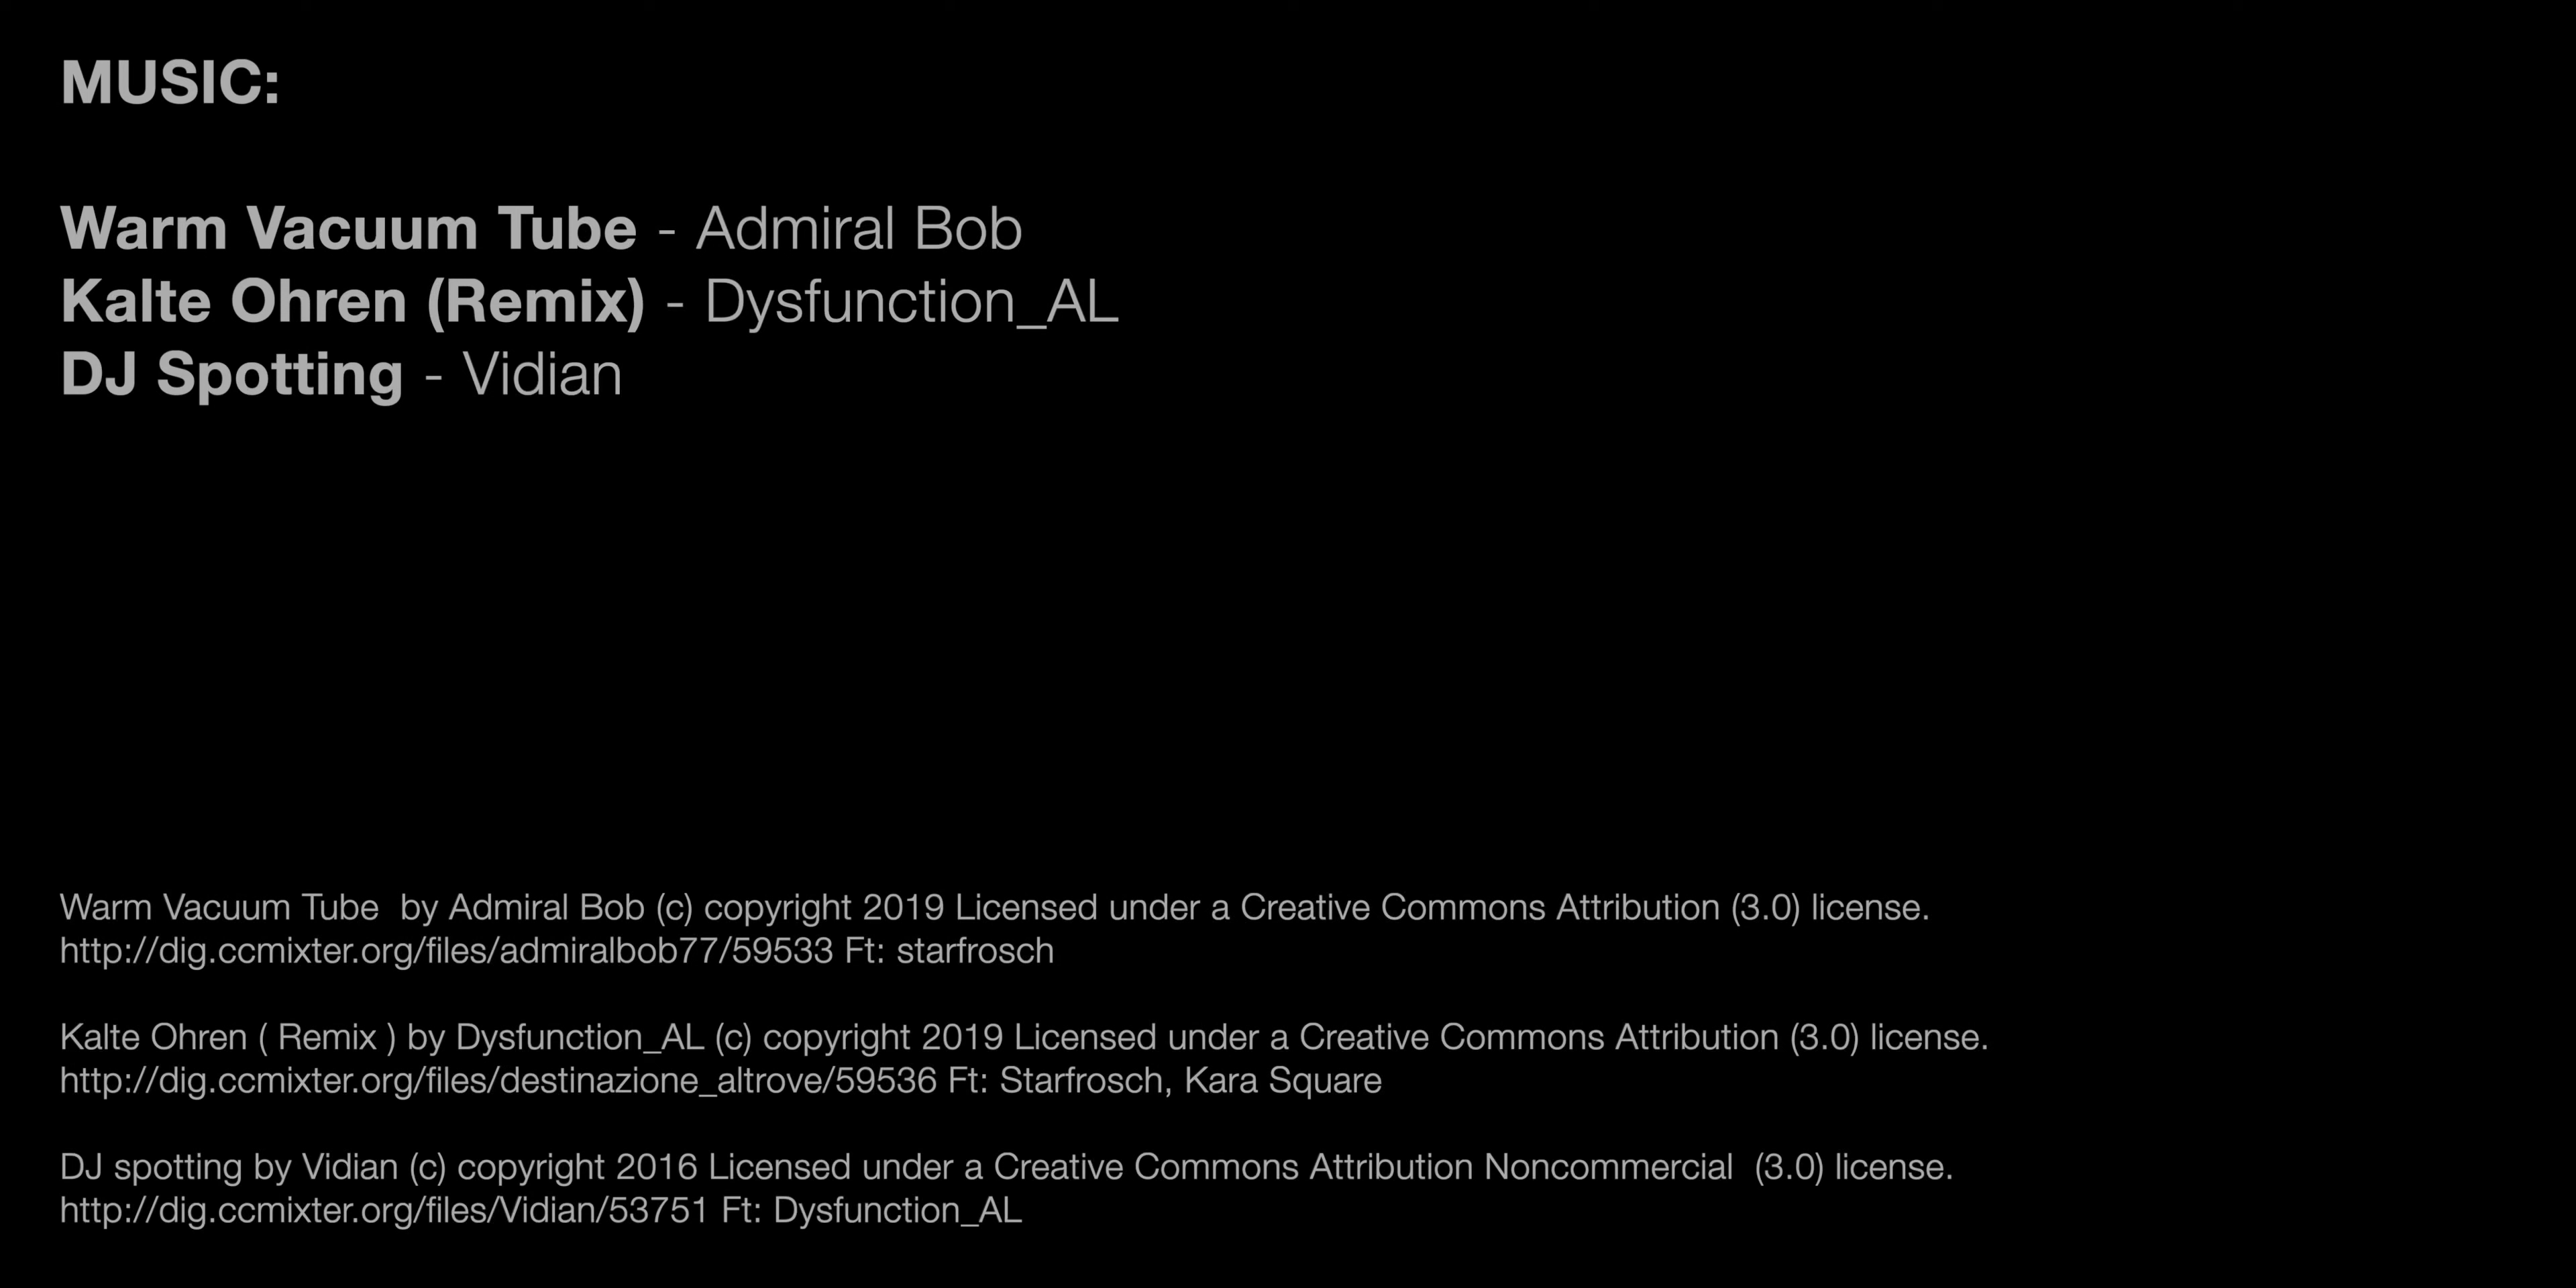 MUSIC:
Warm Vacuum Tube - Admiral Bob
Kalte Ohren (Remix) - Dysfunction_AL
DJ Spotting - Vidian
Warm Vacuum Tube  by Admiral Bob (c) copyright 2019 Licensed under a Creative Commons Attribution (3.0) license.
http://dig.ccmixter.org/files/admiralbob77/59533 Ft: starfrosch
Kalte Ohren ( Remix ) by Dysfunction_AL (c) copyright 2019 Licensed under a Creative Commons Attribution (3.0) license.
http://dig.ccmixter.org/files/destinazione_altrove/59536 Ft: Starfrosch, Kara Square
DJ spotting by Vidian (c) copyright 2016 Licensed under a Creative Commons Attribution Noncommercial  (3.0) license.
http://dig.ccmixter.org/files/Vidian/53751 Ft: Dysfunction_AL